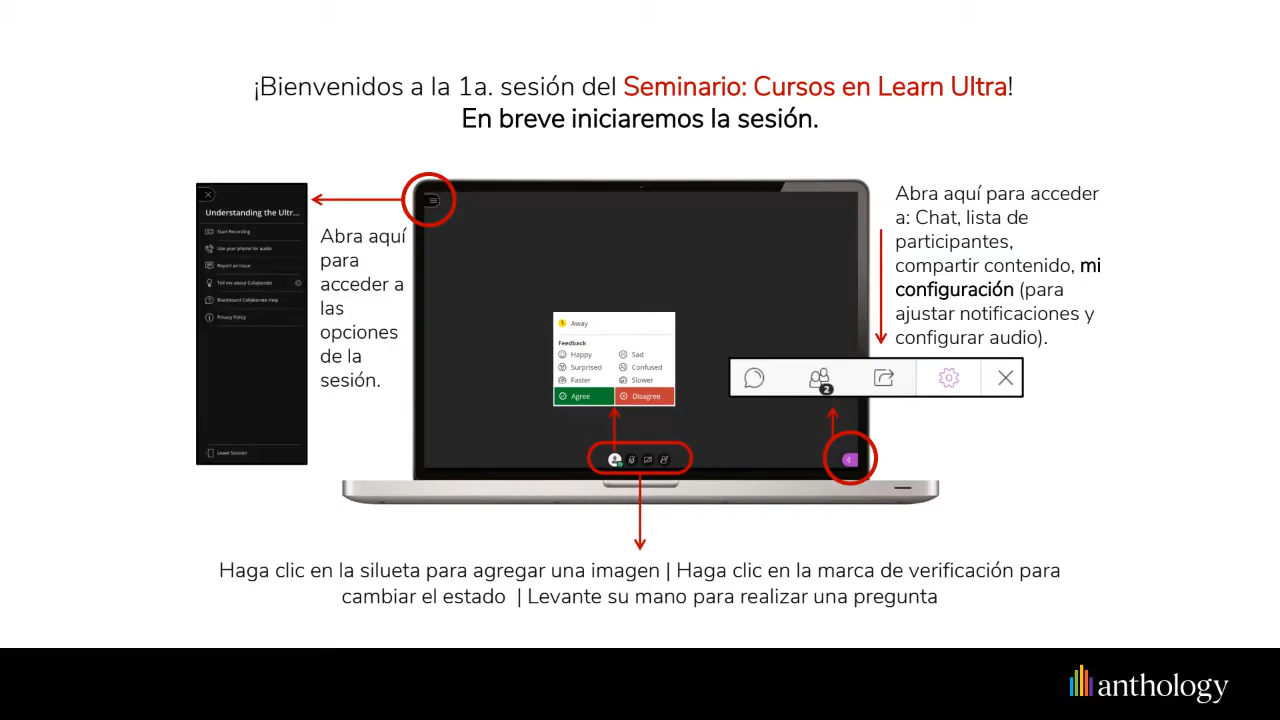 ¡Bienvenidos a la 1a. sesión del Seminario: Cursos en Learn Ultra!
En breve iniciaremos la sesión.
Understanding the Ultr...
Start Recording
Use your phone for audio
Report an issue
Tell me about Collaborate
Blackboard Collaborate Help
Privacy Policy
Leave Session
Abra aquí
para
acceder a
las
opciones
de la
sesión.
Away
Feedback
Happy Sad
Surprised Confused
Faster Slower
Agree Disagree
Abra aquí para acceder
a: Chat, lista de
participantes,
compartir contenido, mi
configuración (para
ajustar notificaciones y
configurar audio).
2
Haga clic en la silueta para agregar una imagen | Haga clic en la marca de verificación para
cambiar el estado | Levante su mano para realizar una pregunta
anthology